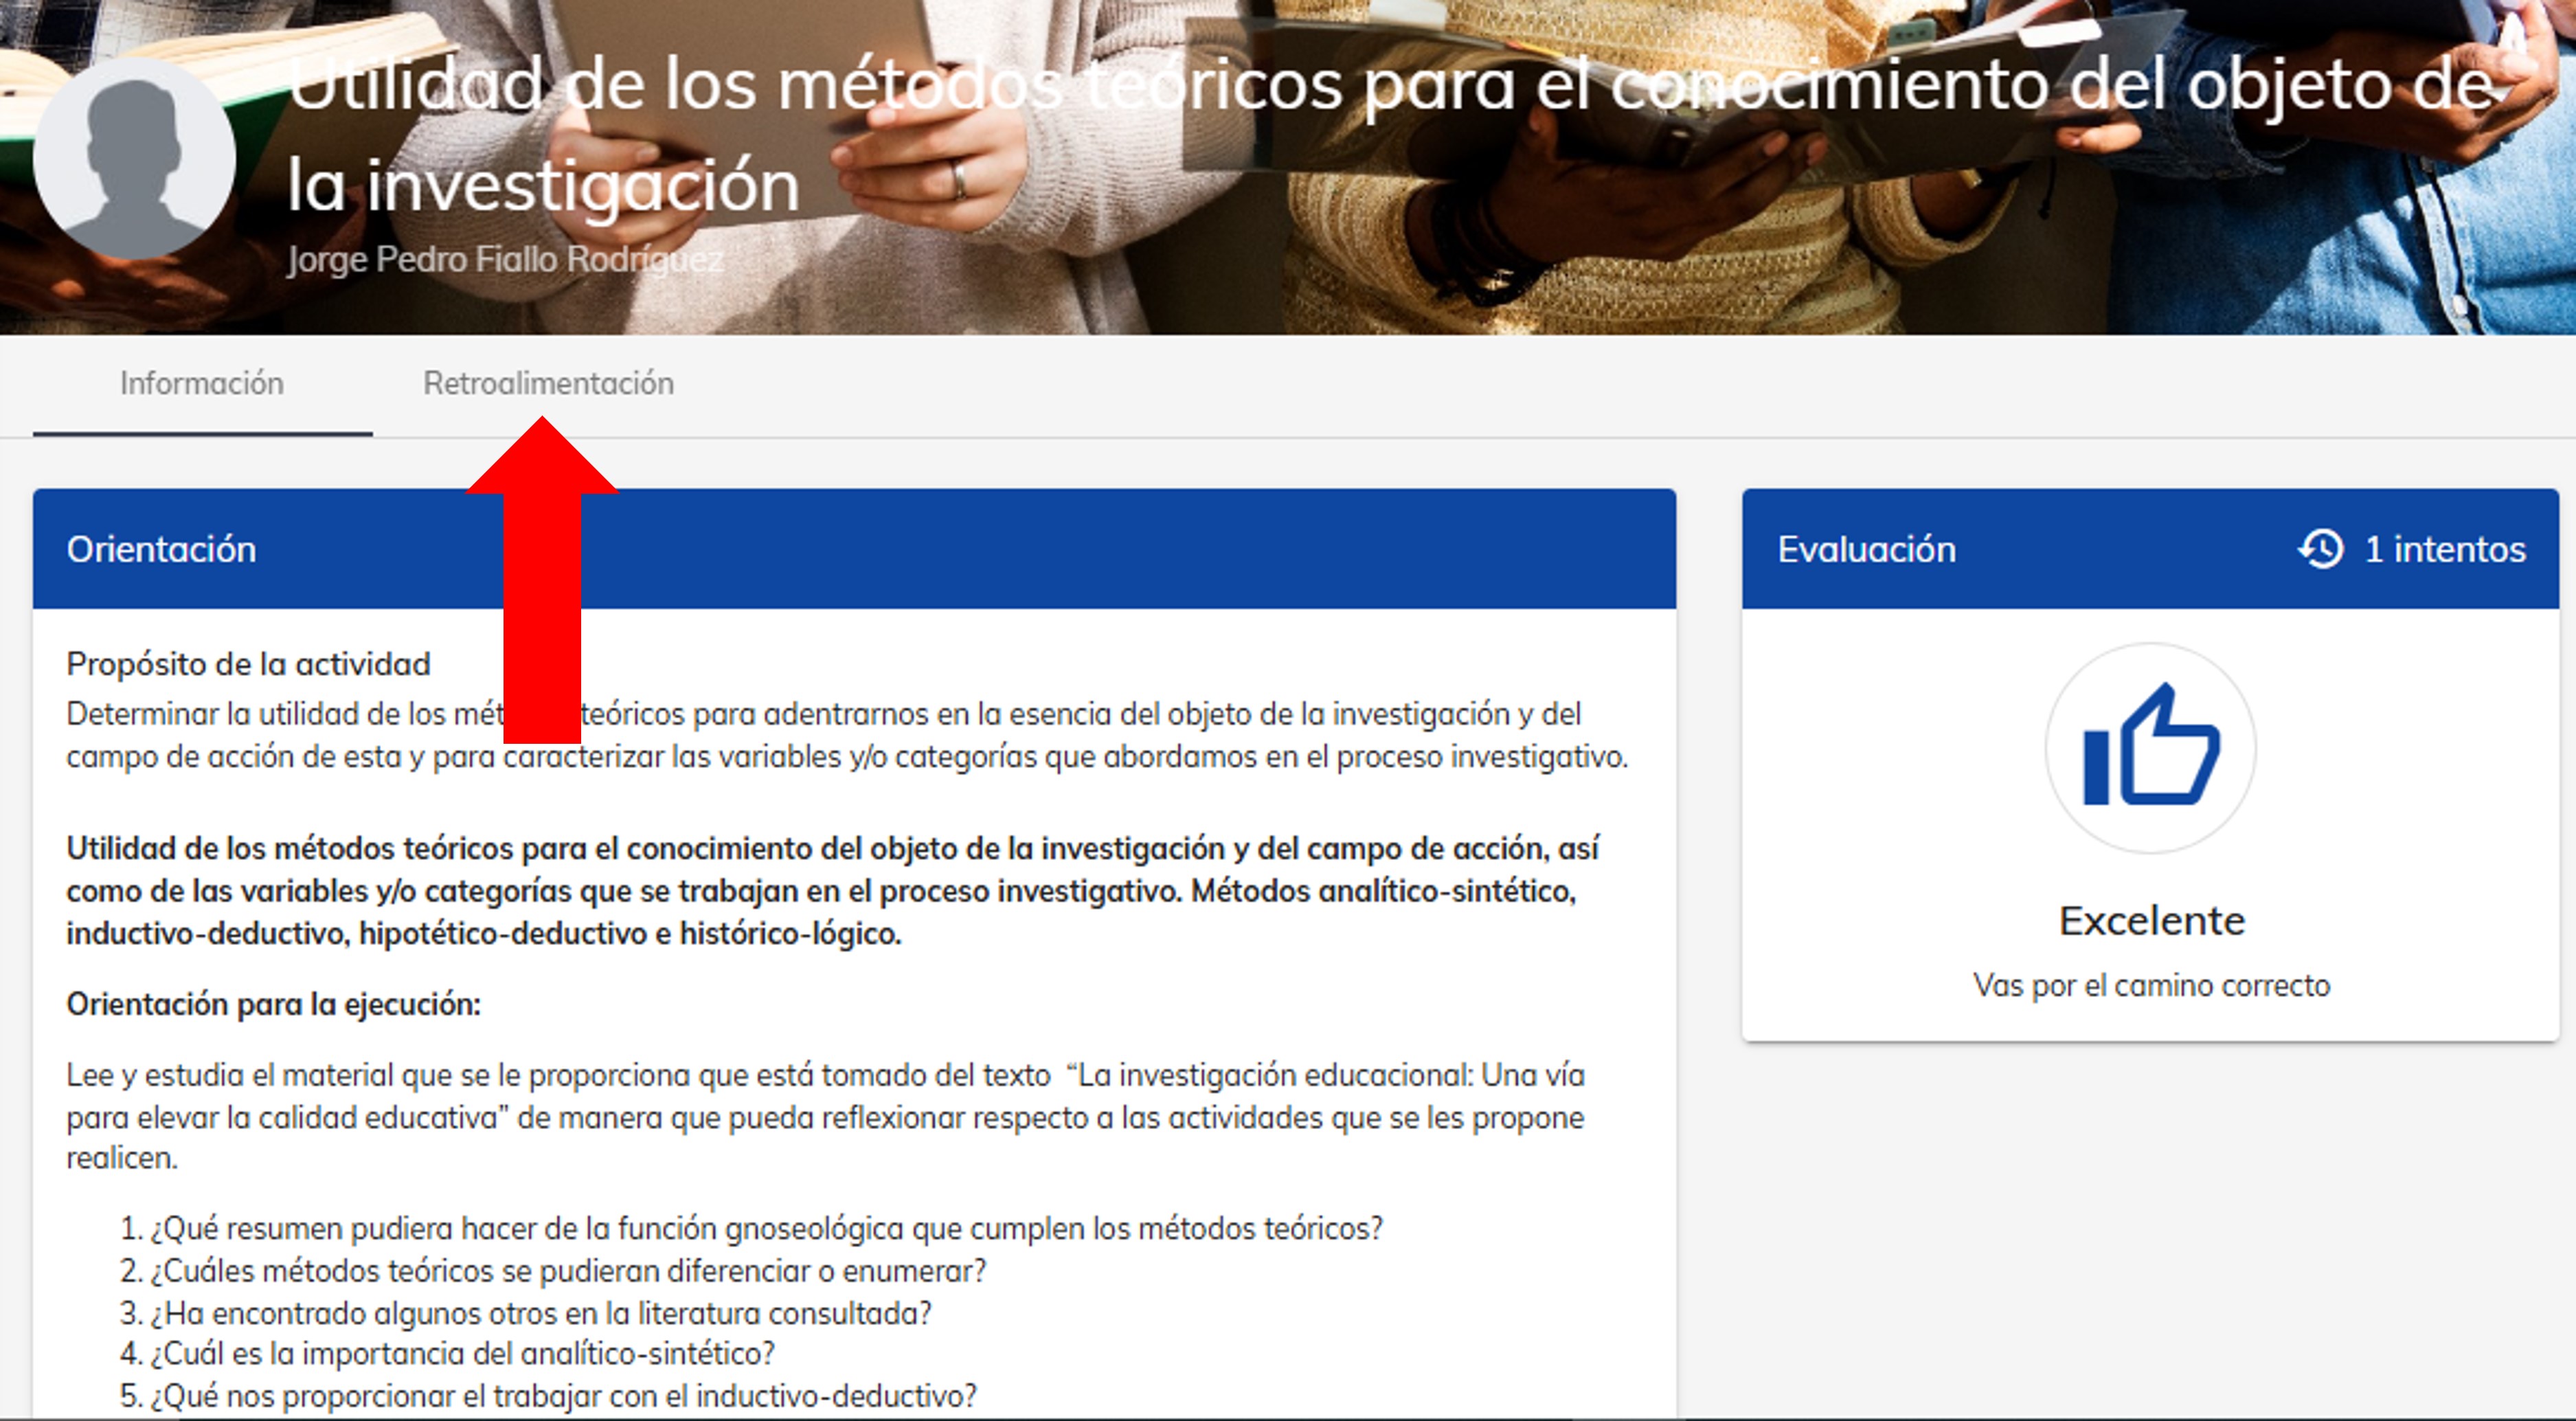 Utilidad de los métodos teóricos para el conocimiento del objeto de
la investigación
Jorge Pedro Fiallo Rodríguez
Información
Retroalimentación
Orientación
Propósito de la actividad
Determinar la utilidad de los mét teóricos para adentrarnos en la esencia del objeto de la investigación y del
campo de acción de esta y para caracterizar las variables y/o categorías que abordamos en el proceso investigativo.
Utilidad de los métodos teóricos para el conocimiento del objeto de la investigación y del campo de acción, así
como de las variables y/o categorías que se trabajan en el proceso investigativo. Métodos analítico-sintético,
inductivo-deductivo, hipotético-deductivo e histórico-lógico.
Orientación para la ejecución:
Lee y estudia el material que se le proporciona que está tomado del texto “La investigación educacional: Una vía
para elevar la calidad educativa” de manera que pueda reflexionar respecto a las actividades que se les propone
realicen.
1. ¿Qué resumen pudiera hacer de la función gnoseológica que cumplen los métodos teóricos?
2. ¿Cuáles métodos teóricos se pudieran diferenciar o enumerar?
3. ¿Ha encontrado algunos otros en la literatura consultada?
4. ¿Cuál es la importancia del analítico-sintético?
5. ¿Qué nos proporcionar el trabajar con el inductivo-deductivo?
Evaluación
1 intentos
Excelente
Vas por el camino correcto